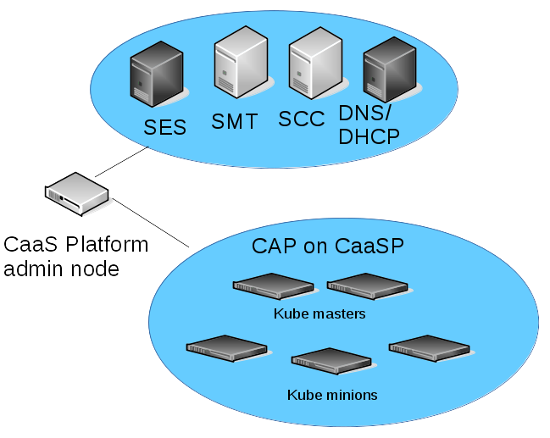 SES
SMT
SCC
DNS/
DHCP
CaaS Platform
admin node
CAP on CaaSP
Kube masters
Kube minions